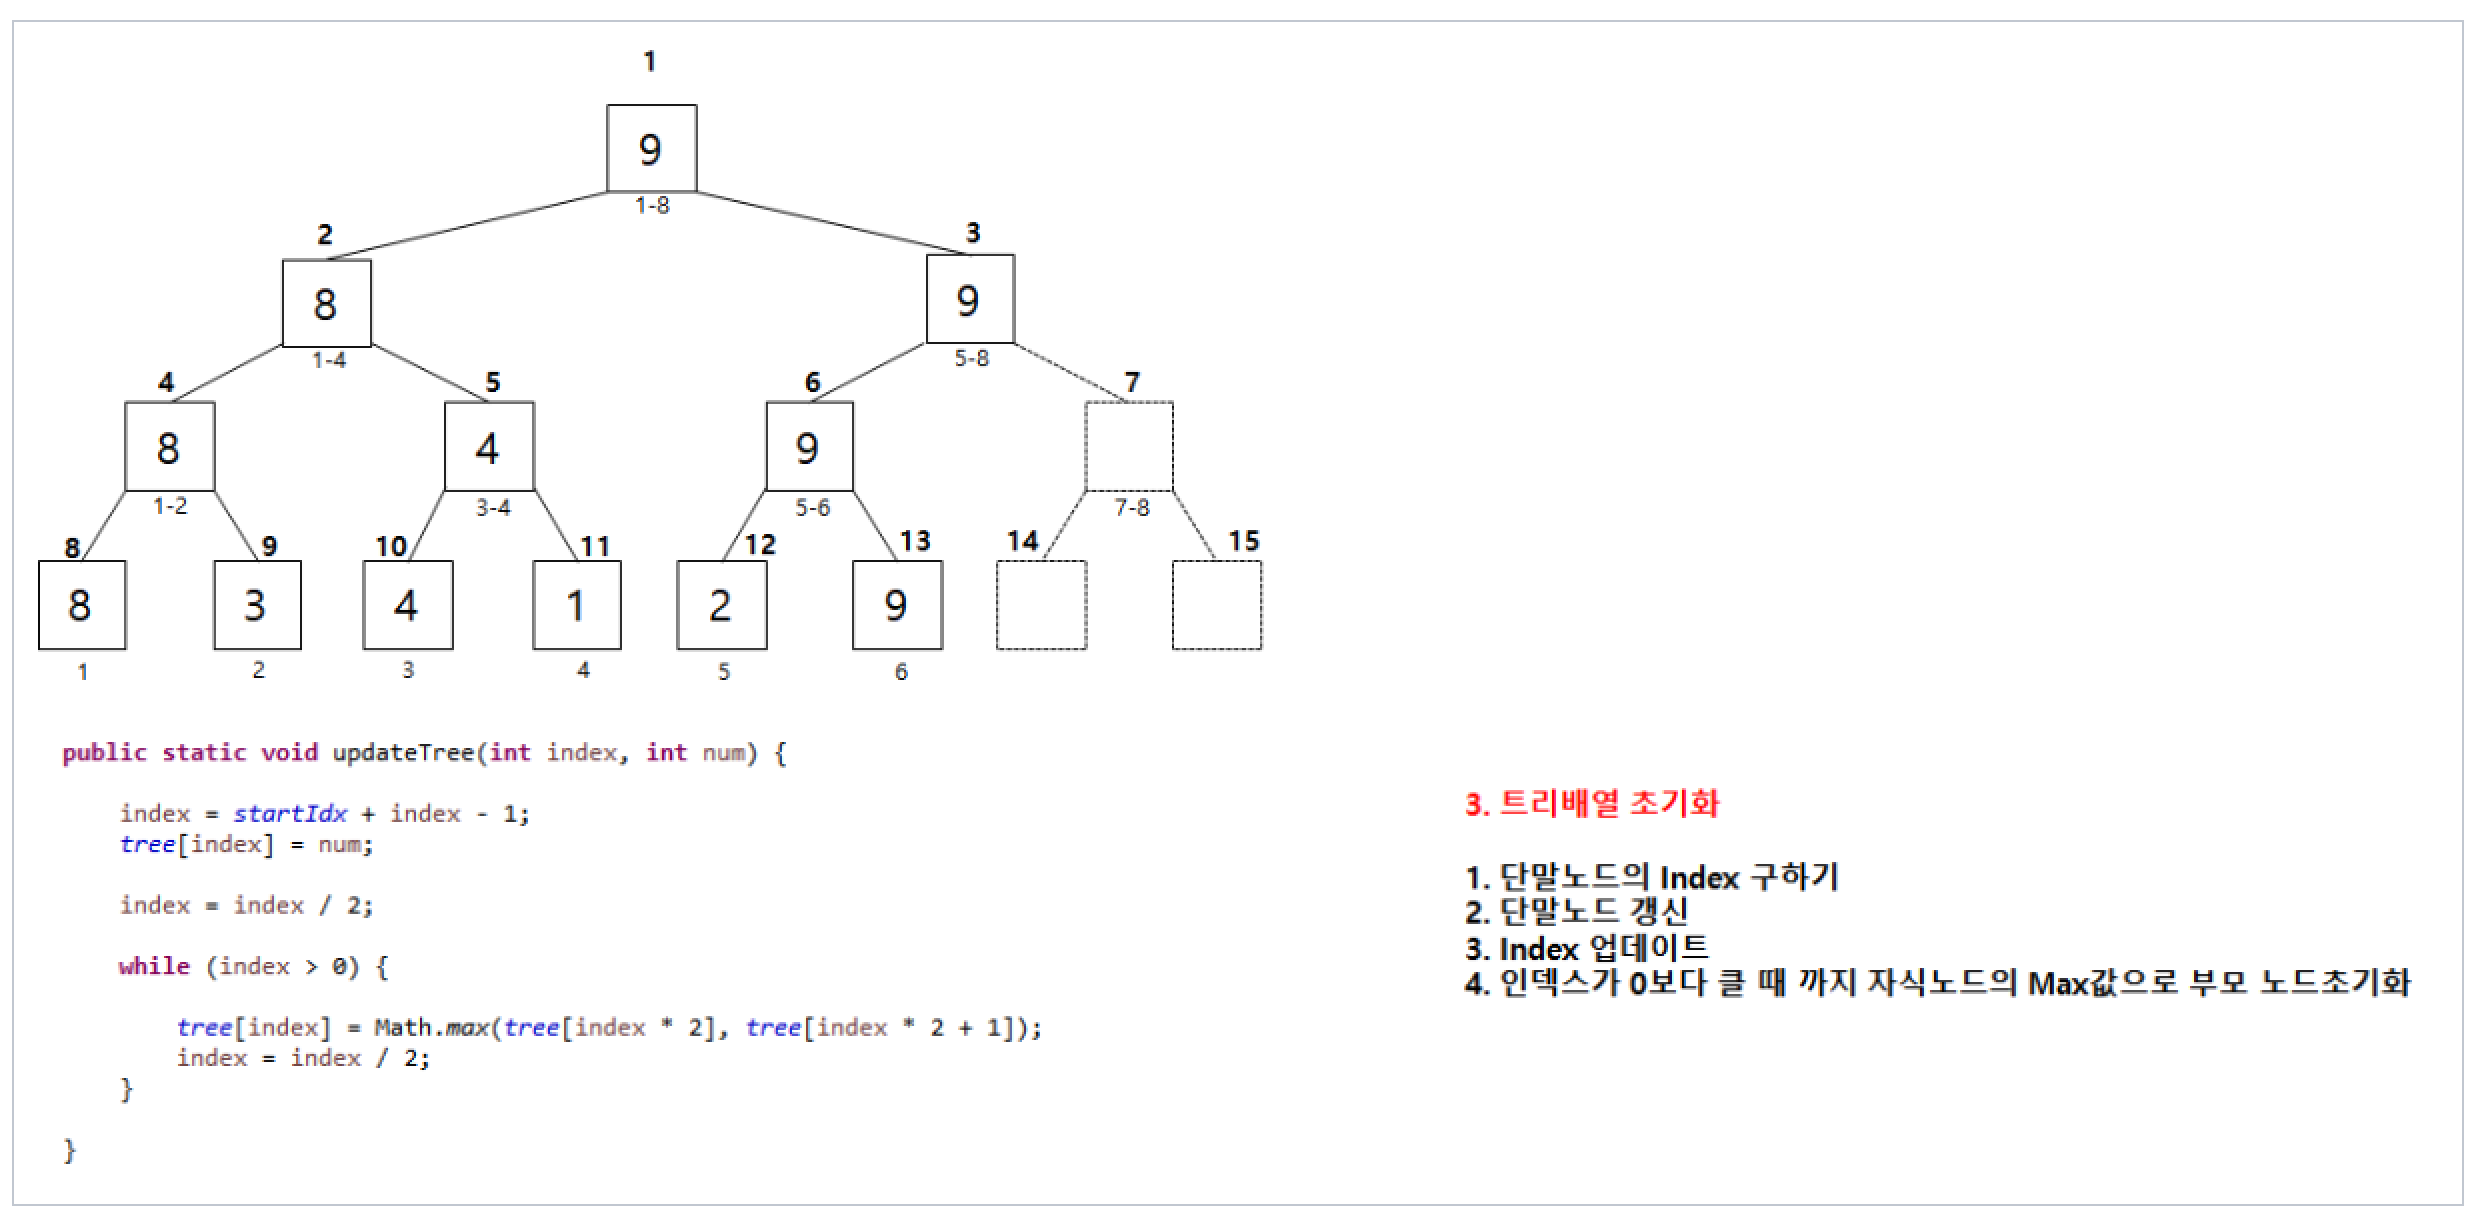 1
9
1-8
2 3
8 9
1-4 5-8
4 5 6 7
8 4 9
1-2 3-4 5-6 7-8
8 9 10 11 12 13 14 15
8 3 4 1 2 9
1 2 3 4 5 6
public static void updateTree(int index, int num) {
index = startIdx + index - 1;
tree[index] = num;
index = index / 2;
while (index > 0) {
tree[index] = Math.max(tree[index * 2], tree[index * 2 + 1]);
index = index / 2;
}
}
3. 트리배열 초기화
1. 단말노드의 Index 구하기
2. 단말노드 갱신
3. Index 업데이트
4. 인덱스가 0보다 클 때 까지 자식노드의 Max값으로 부모 노드초기화